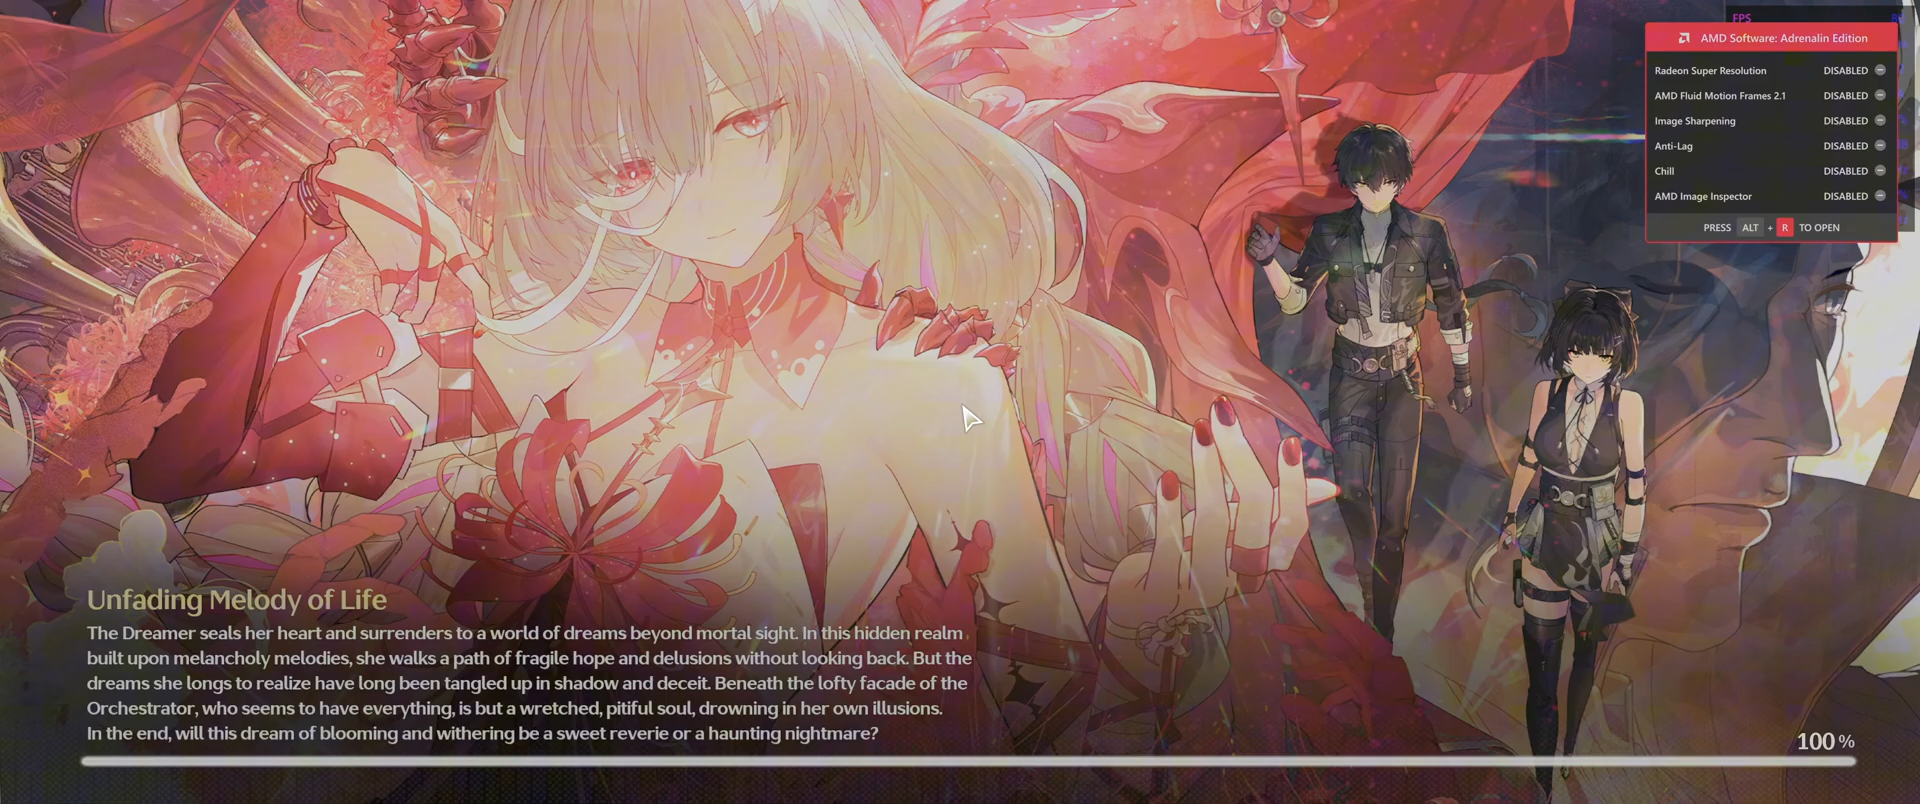 FPS
AMD Software: Adrenalin Edition
Radeon Super Resolution DISABLED
AMD Fluid Motion Frames 2.1 DISABLED
Image Sharpening DISABLED
Anti-Lag DISABLED
Chill DISABLED
AMD Image Inspector DISABLED
PRESS ALT + R TO OPEN
Unfading Melody of Life
The Dreamer seals her heart and surrenders to a world of dreams beyond mortal sight. In this hidden realm
built upon melancholy melodies, she walks a path of fragile hope and delusions without looking back. But the
dreams she longs to realize have long been tangled up in shadow and deceit. Beneath the lofty facade of the
Orchestrator, who seems to have everything, is but a wretched, pitiful soul, drowning in her own illusions.
In the end, will this dream of blooming and withering be a sweet reverie or a haunting nightmare?
100 %